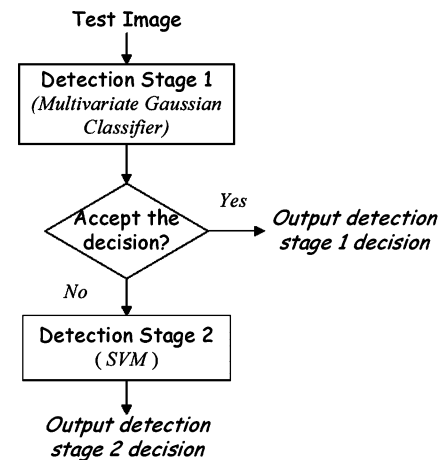 Test Image
Detection Stage 1
(Multivariate Gaussian
Classifier)
Accept the
decision?
Yes
Output detection
stage 1 decision
No
Detection Stage 2
( SVM )
Output detection
stage 2 decision